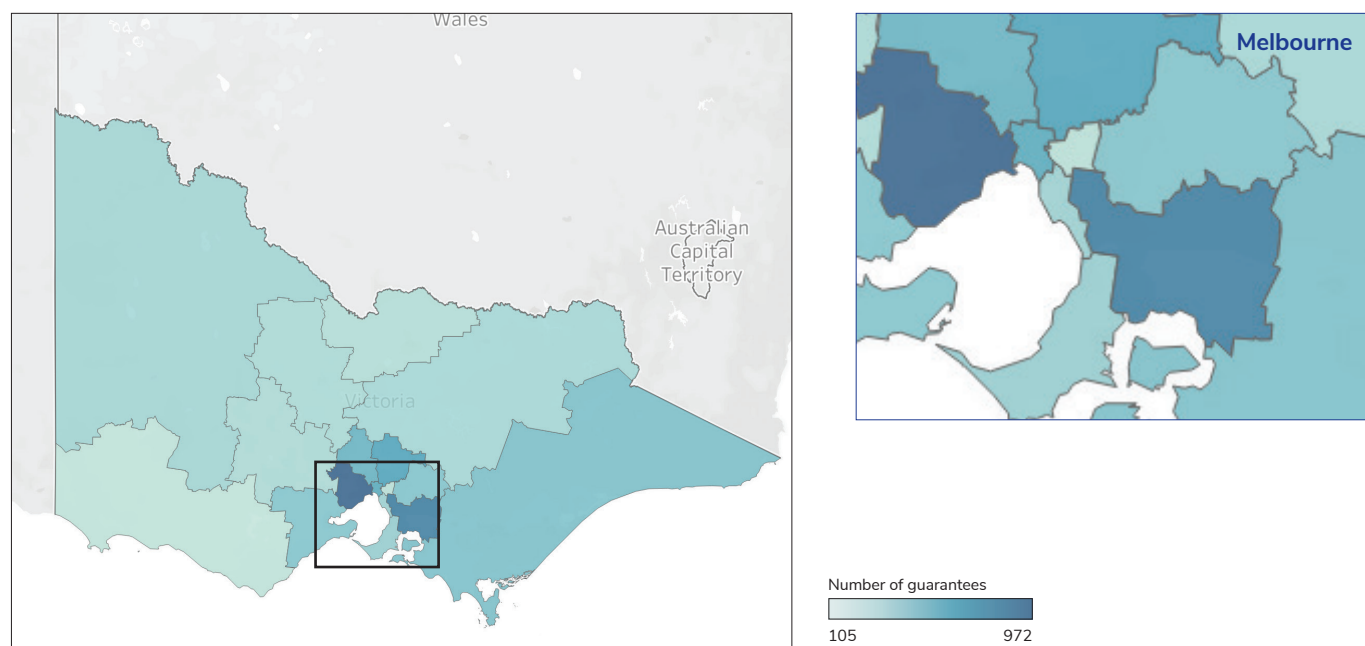 Wales
Australian
Capital
Territory
Victoria
Melbourne
Number of guarantees
105
972